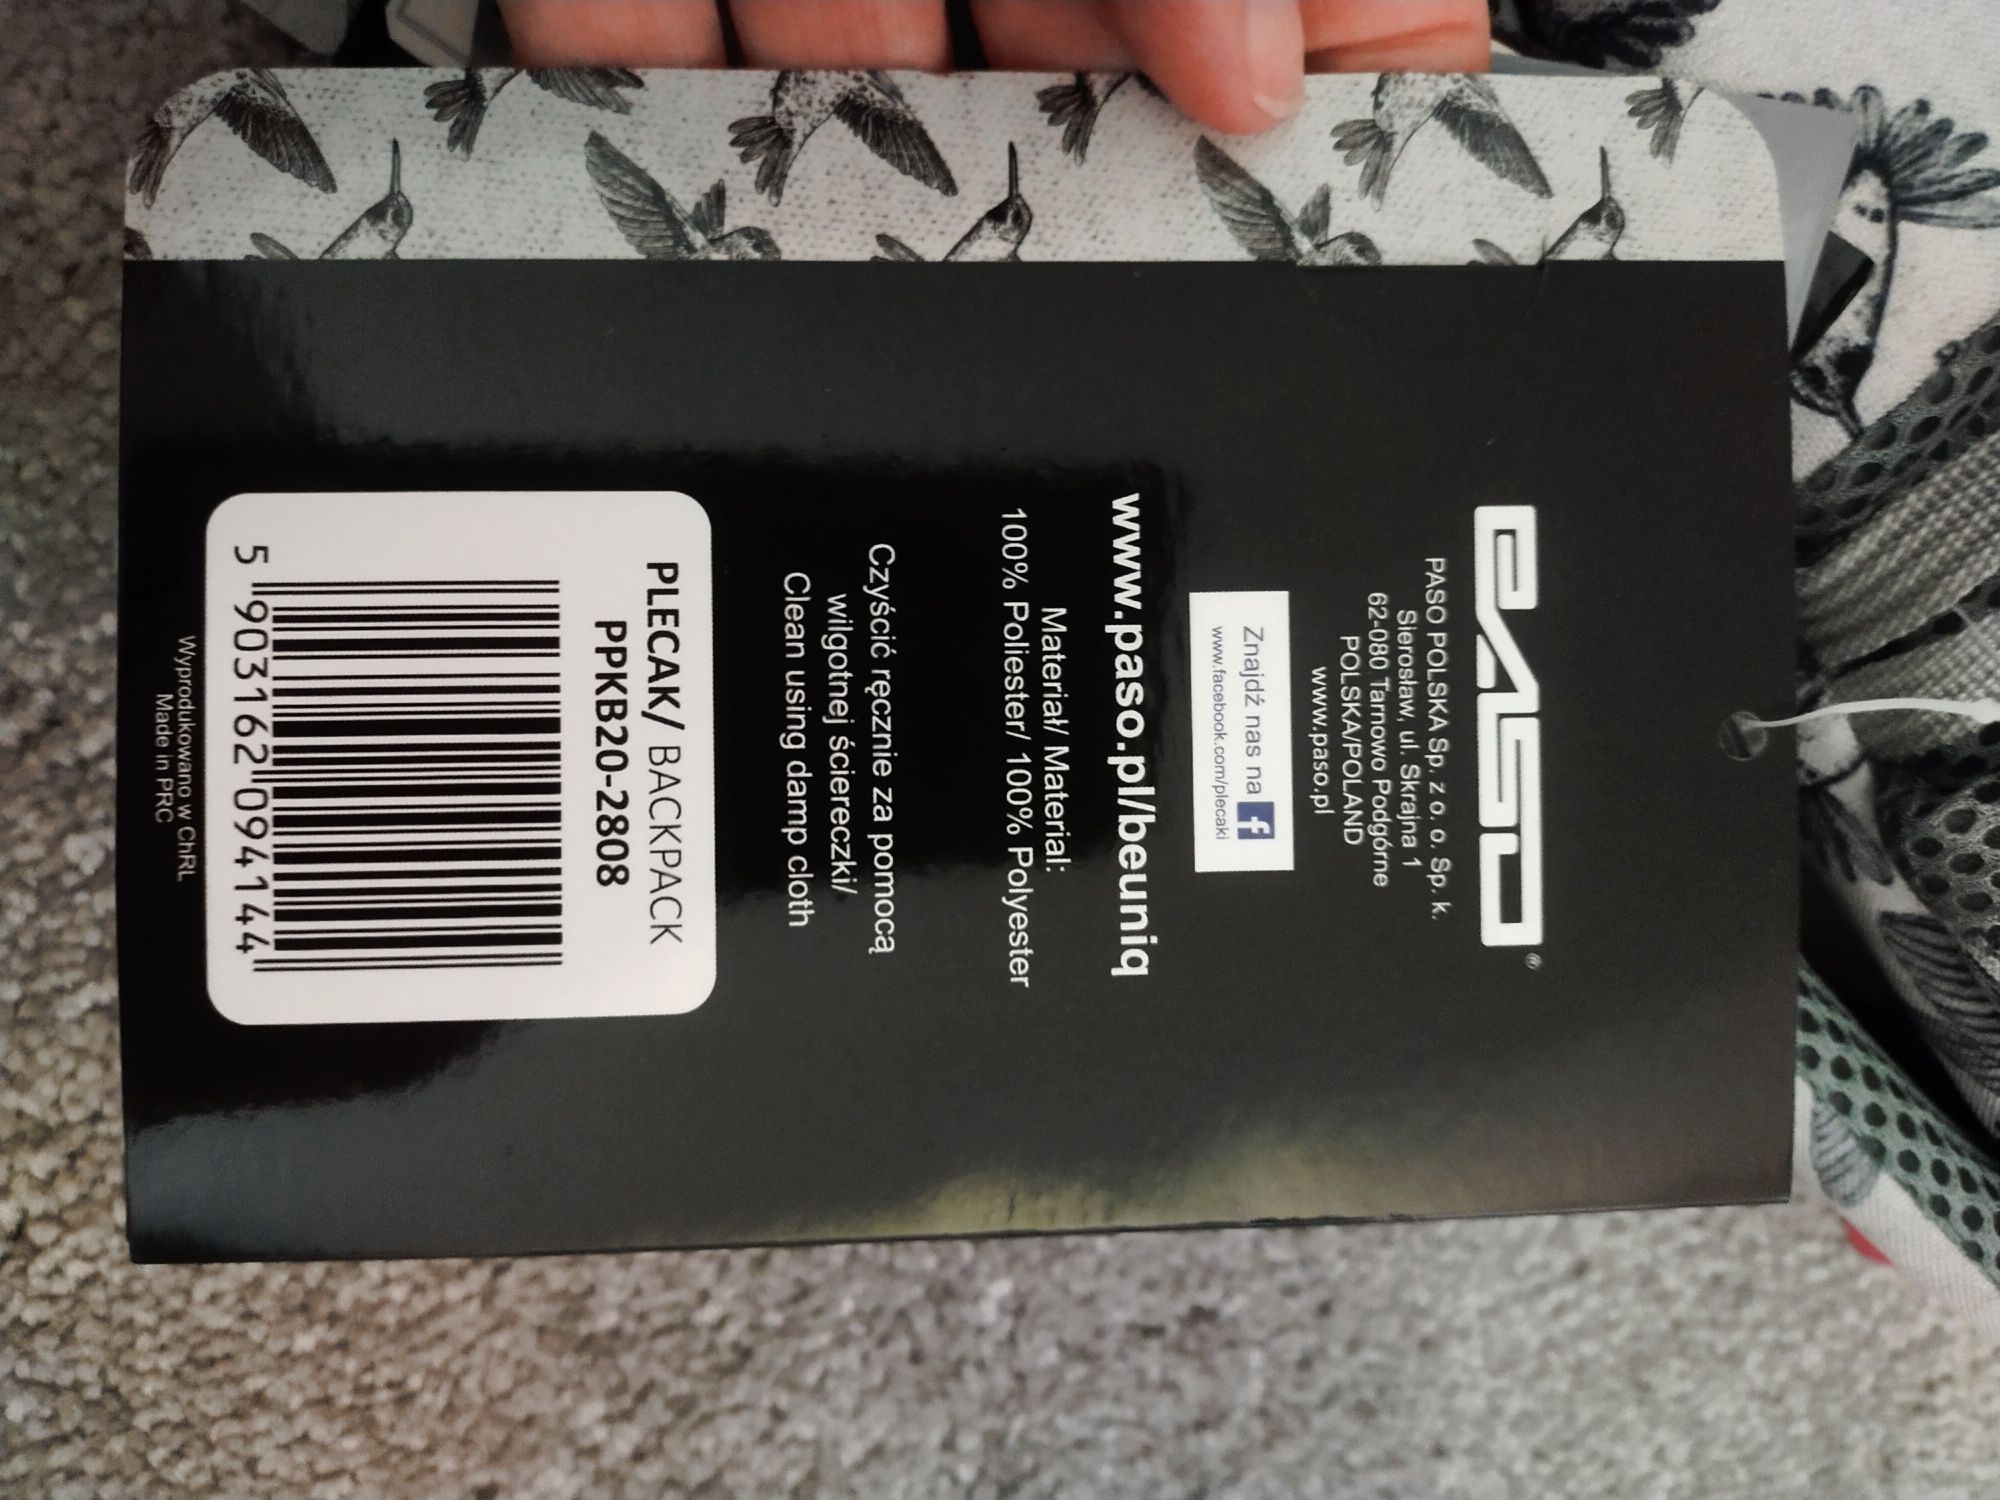 PASO®
PASO POLSKA Sp. z o. o. Sp. k.
Sierosław, ul. Skrajna 1
62-080 Tarnowo Podgórne
POLSKA/POLAND
www.paso.pl
Znajdź nas na f
www.facebook.com/plecaki
www.paso.pl/beuniq
Materiał/ Material:
100% Poliester/ 100% Polyester
Czyścić ręcznie za pomocą
wilgotnej ściereczki/
Clean using damp cloth
PLECAK/ BACKPACK
PPKB20-2808
5 903162 094144
Wyprodukowano w ChRL
Made in PRC